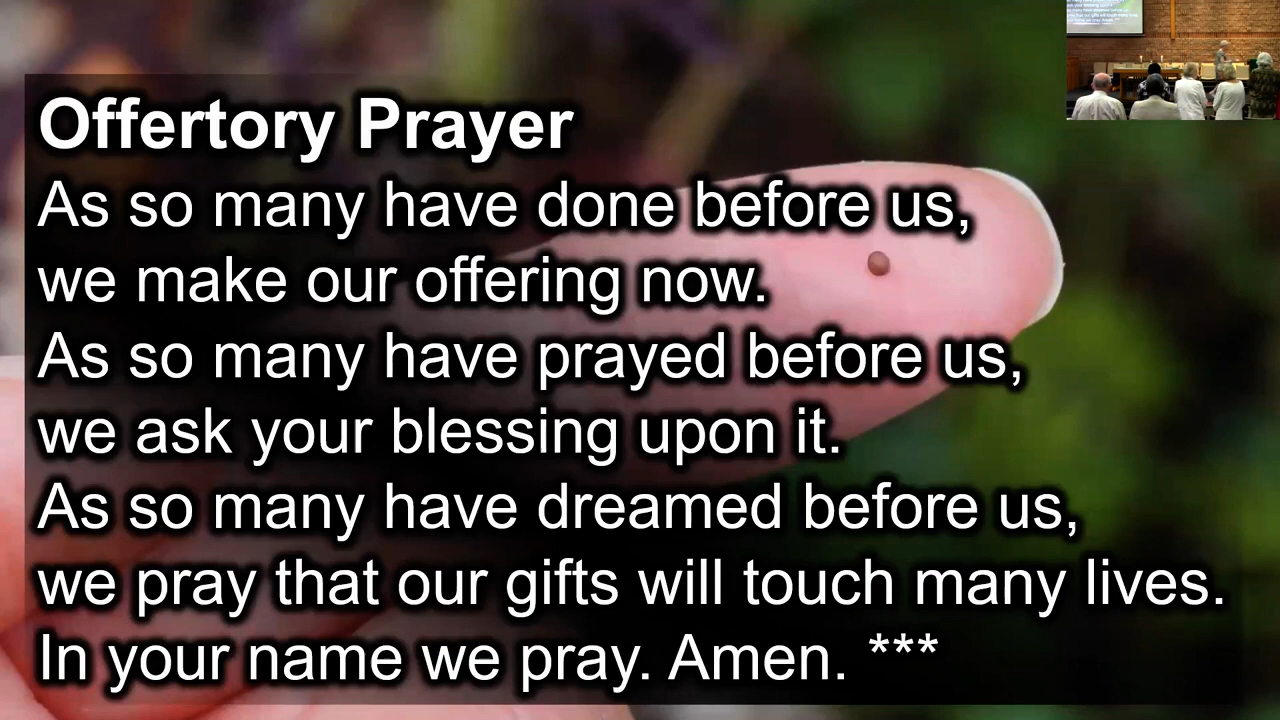 Offertory Prayer
As so many have done before us,
we make our offering now.
As so many have prayed before us,
we ask your blessing upon it.
As so many have dreamed before us,
we pray that our gifts will touch many lives.
In your name we pray. Amen. ***